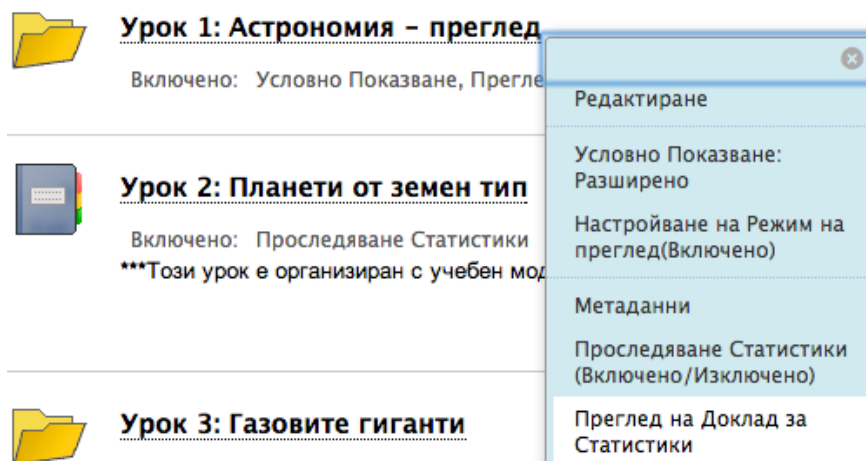 Урок 1: Астрономия – преглед
Включено: Условно Показване,
Урок 2: Планети от земен тип
Включено: Проследяване Статистики
***Този урок е организиран с учебен
Урок 3: Газовите гиганти
Редактиране
Условно Показване:
Разширено
Настройване на Режим на
преглед(Включено)
Метаданни
Проследяване Статистики
(Включено/Изключено)
Преглед на Доклад за
Статистики